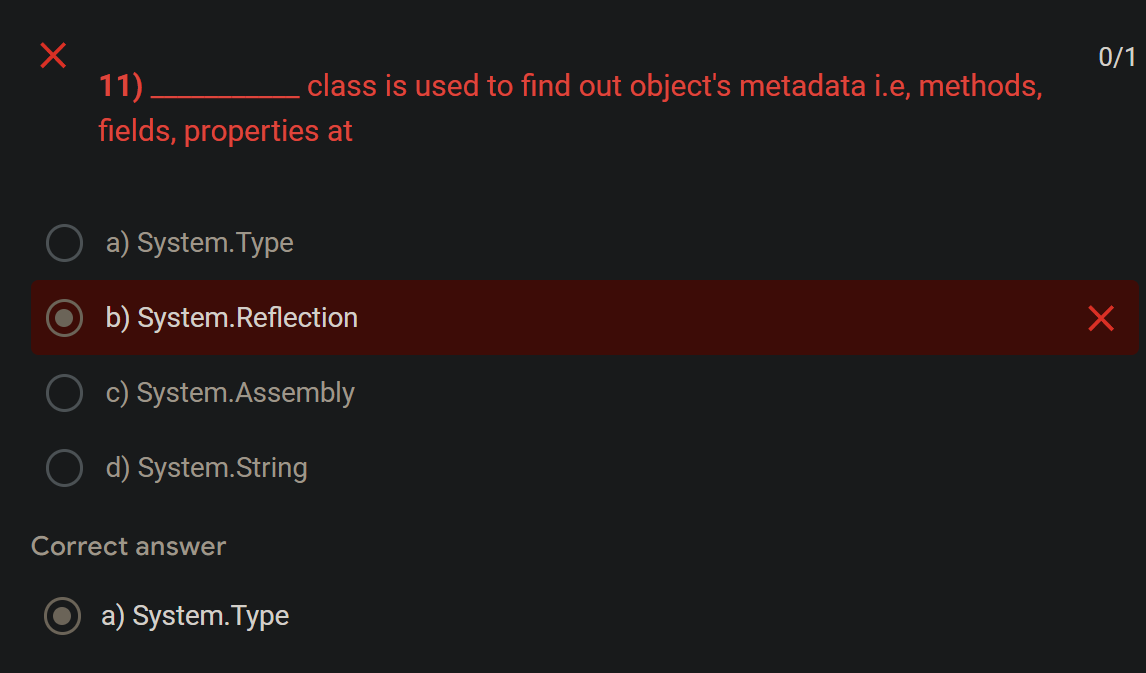 0/1
11) __________ class is used to find out object's metadata i.e, methods,
fields, properties at
a) System.Type
b) System.Reflection
c) System.Assembly
d) System.String
Correct answer
a) System.Type